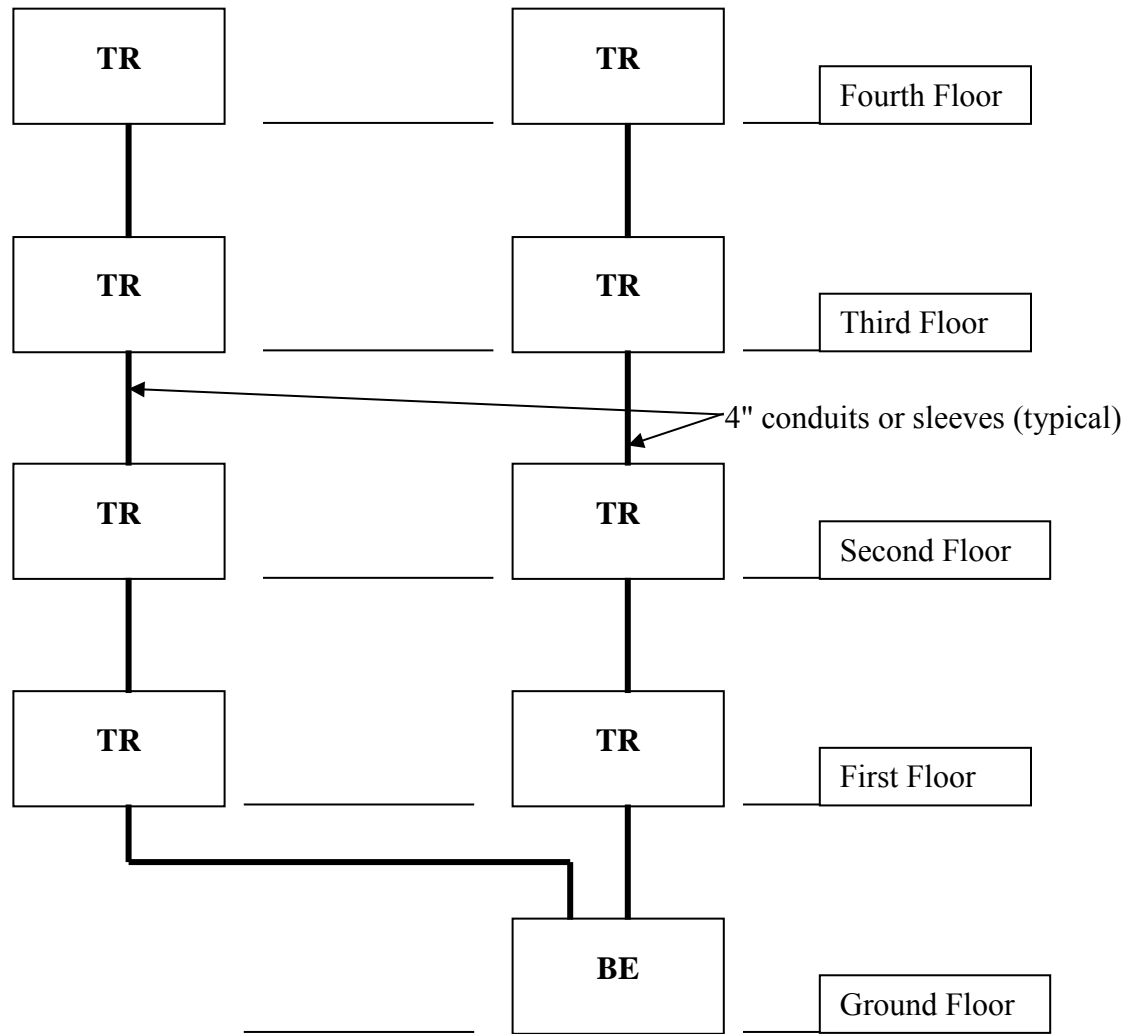 TR
TR
Fourth Floor
TR
TR
Third Floor
4" conduits or sleeves (typical)
TR
TR
Second Floor
TR
TR
First Floor
BE
Ground Floor